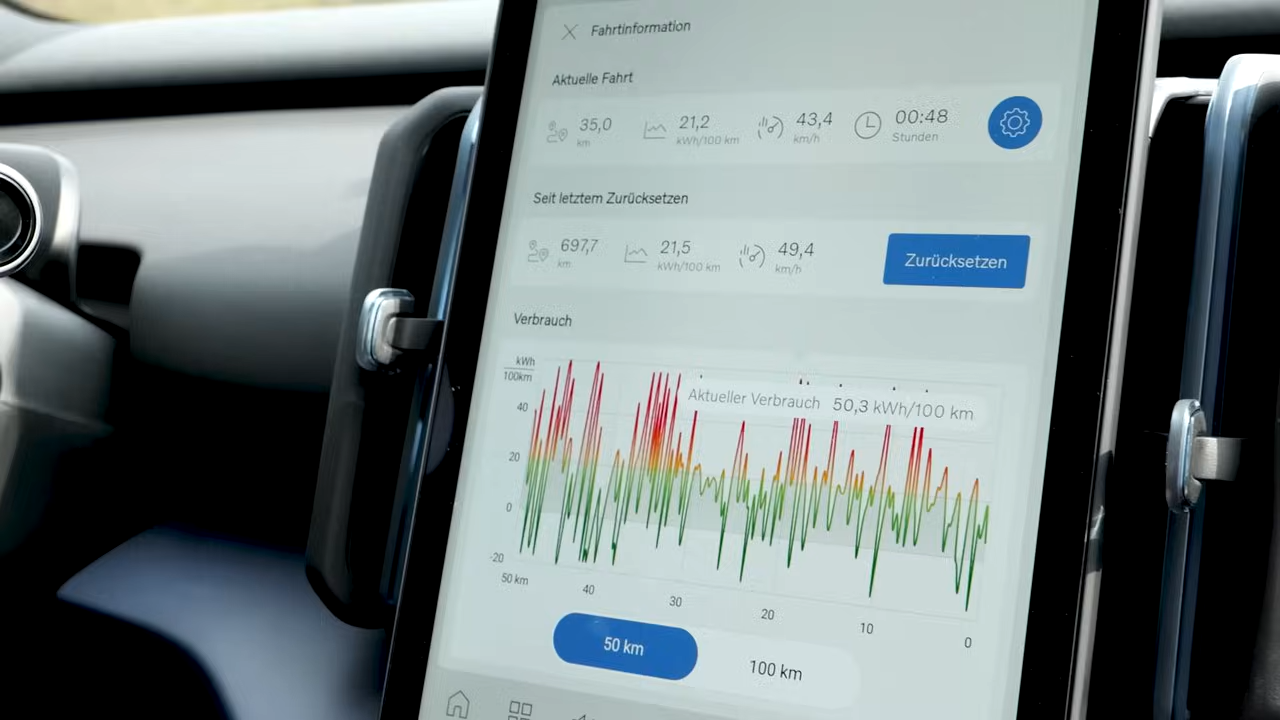 Fahrtinformation
Aktuelle Fahrt
35,0 km
21,2 kWh/100 km
43,4 km/h
00:48 Stunden
Seit letztem Zurücksetzen
697,7 km
21,5 kWh/100 km
49,4 km/h
Zurücksetzen
Verbrauch
kWh
100km
Aktueller Verbrauch 50,3 kWh/100 km
40
20
0
-20
50 km 40 30 20 10 0
50 km 100 km